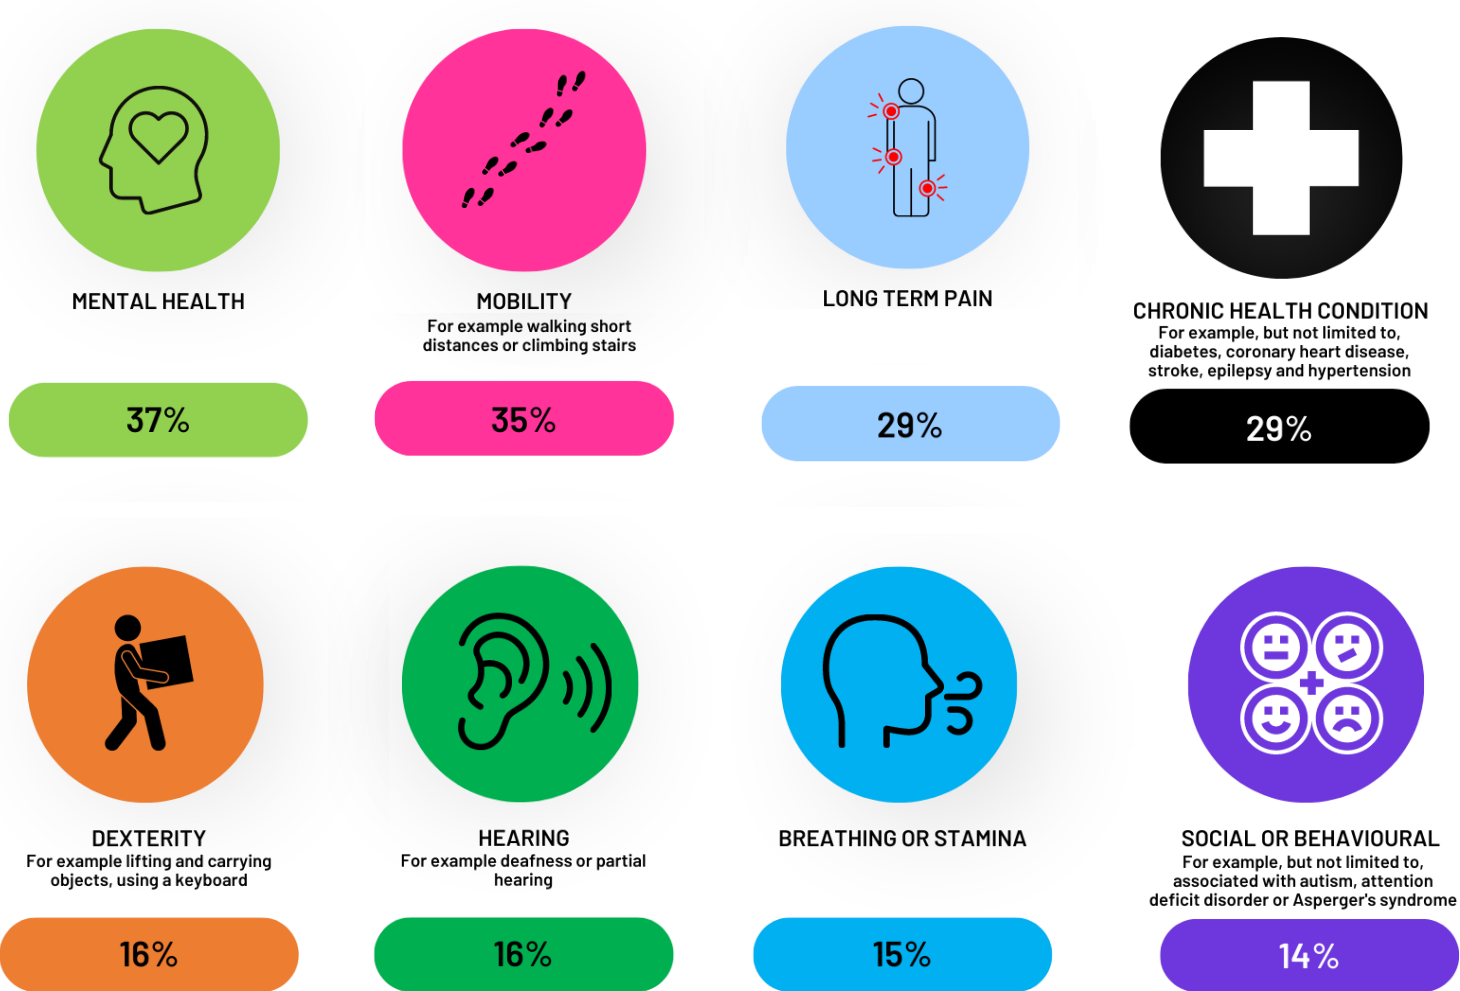 MENTAL HEALTH
37%
MOBILITY
For example walking short
distances or climbing stairs
35%
LONG TERM PAIN
29%
CHRONIC HEALTH CONDITION
For example, but not limited to,
diabetes, coronary heart disease,
stroke, epilepsy and hypertension
29%
DEXTERITY
For example lifting and carrying
objects, using a keyboard
16%
HEARING
For example deafness or partial
hearing
16%
BREATHING OR STAMINA
15%
SOCIAL OR BEHAVIOURAL
For example, but not limited to,
associated with autism, attention
deficit disorder or Asperger's syndrome
14%